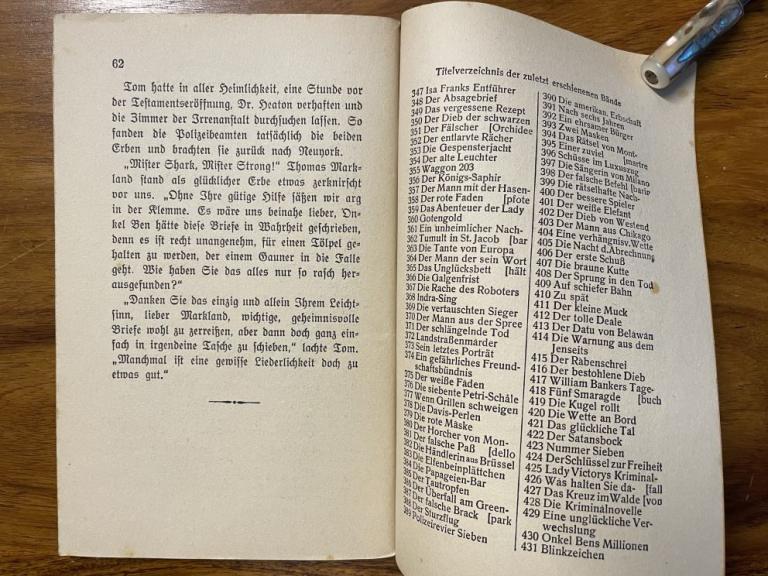 62
Tom hatte in aller Heimlichkeit, eine Stunde vor
der Testamentseröffnung, Dr. Heaton verhaften und
die Zimmer der Irrenanstalt durchsuchen lassen. So
fanden die Polizeibeamten tatsächlich die beiden
Erben und brachten sie zurück nach Neuyork.
„Mister Shark, Mister Strong!“ Thomas Mark-
land stand als glücklicher Erbe etwas zerknirscht
vor uns. „Ohne Ihre gütige Hilfe säßen wir arg
in der Klemme. Es wäre uns beinahe lieber, On-
kel Ben hätte diese Briefe in Wahrheit geschrieben,
denn es ist recht unangenehm, für einen Tölpel ge-
halten zu werden, der einem Gauner in die Falle
geht. Wie haben Sie das alles nur so rasch her-
ausgefunden?“
„Danken Sie das einzig und allein Ihrem Leicht-
sinn, lieber Markland, wichtige, geheimnisvolle
Briefe wohl zu zerreißen, aber dann doch ganz ein-
fach in irgendeine Tasche zu schieben,“ lachte Tom.
„Manchmal ist eine gewisse Liederlichkeit doch zu
etwas gut.“
Titelverzeichnis der zuletzt erschienenen Bände
347 Isa Franks Entführer
348 Der Absagebrief
349 Das vergessene Rezept
350 Der Dieb der schwarzen
351 Der Fälscher [Orchidee
352 Der entlarvte Rächer
353 Die Gespensterjacht
354 Der alte Leuchter
355 Waggon 203
356 Der Königs-Saphir
357 Der Mann mit der Hasen-
358 Der rote Faden [pfote
359 Das Abenteuer der Lady
360 Gotengold
361 Ein unheimlicher Nach-
362 Tumult in St. Jacob [bar
363 Die Tante von Europa
364 Der Mann der sein Wort
365 Das Unglücksbett [hält
366 Die Galgenfrist
367 Die Rache des Roboters
368 Indra-Sing
369 Die vertauschten Sieger
370 Der Mann aus der Spree
371 Der schlängelnde Tod
372 Landstraßenmärder
373 Sein letztes Porträt
374 Ein gefährliches Freund-
schaftsbündnis
375 Der weiße Faden
376 Die siebente Petri-Schale
377 Wenn Grillen schweigen
378 Die Davis-Perlen
379 Die rote Maske
380 Der Horcher von Mon-
381 Der falsche Paß [dello
382 Die Händlerin aus Brüssel
383 Die Elfenbeinplättchen
384 Die Papageien-Bar
385 Der Tautropfen
386 Der Überfall am Green-
387 Der falsche Brack [park
388 Der Sturzflug
389 Polizeirevier Sieben
390 Die amerikan. Erbschaft
391 Nach sechs Jahren
392 Ein ehrsamer Bürger
393 Zwei Masken
394 Das Rätsel von Mont-
395 Einer zuviel [martre
396 Schüsse im Luxuszug
397 Die Sängerin von Milano
398 Der falsche Befehl [parip
399 Die rätselhafte Nach-
400 Der bessere Spieler
401 Der weiße Elefant
402 Der Dieb von Westend
403 Der Mann aus Chikago
404 Eine verhängnisv. Wette
405 Die Nacht d. Abrechnung
406 Der erste Schuß
407 Die braune Kutte
408 Der Sprung in den Tod
409 Auf schiefer Bahn
410 Zu spät
411 Der kleine Muck
412 Der tolle Deale
413 Der Datu von Belawan
414 Die Warnung aus dem
Jenseits
415 Der Rabenschrei
416 Der bestohlene Dieb
417 William Bankers Tage-
418 Fünf Smaragde [buch
419 Die Kugel rollt
420 Die Wette an Bord
421 Das glückliche Tal
422 Der Satansbock
423 Nummer Sieben
424 Der Schlüssel zur Freiheit
425 Lady Victorys Kriminal-
426 Was halten Sie da- [fall
427 Das Kreuz im Walde [von
428 Die Kriminalnovelle
429 Eine unglückliche Ver-
wechslung
430 Onkel Bens Millionen
431 Blinkzeichen